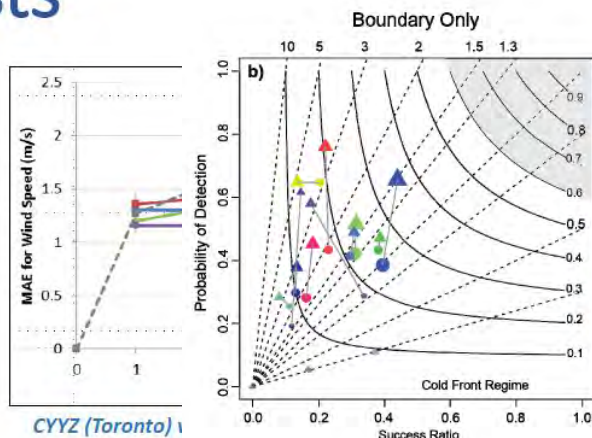 Boundary Only
10 5 3 2 1.5 1.3
b)
MAE for Wind Speed (m/s)
2.5
2
1.5
1
0.5
0
0 1
Probability of Detection
1.0
0.8
0.6
0.4
0.2
0.0
0.9
0.8
0.7
0.6
0.5
0.4
0.3
0.2
0.1
Cold Front Regime
0.0 0.2 0.4 0.6 0.8 1.0
Success Ratio
CYYZ (Toronto)